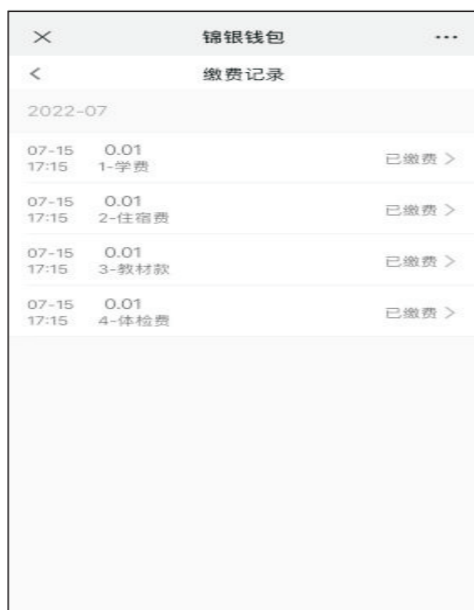 锦银钱包
缴费记录
2022-07
07-15 0.01
17:15 1-学费 已缴费
07-15 0.01
17:15 2-住宿费 已缴费
07-15 0.01
17:15 3-教材款 已缴费
07-15 0.01
17:15 4-体检费 已缴费